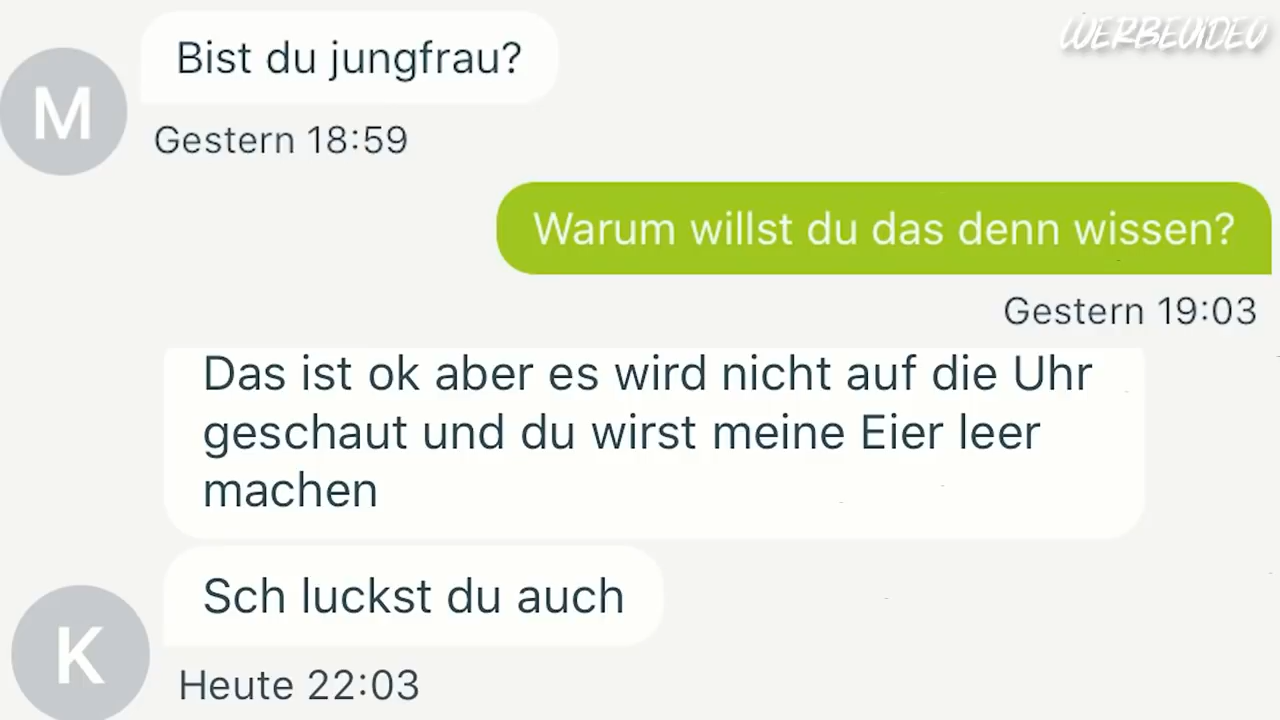 WERBEVIDEO
Bist du jungfrau?
M
Gestern 18:59
Warum willst du das denn wissen?
Gestern 19:03
Das ist ok aber es wird nicht auf die Uhr
geschaut und du wirst meine Eier leer
machen
Sch luckst du auch
K
Heute 22:03